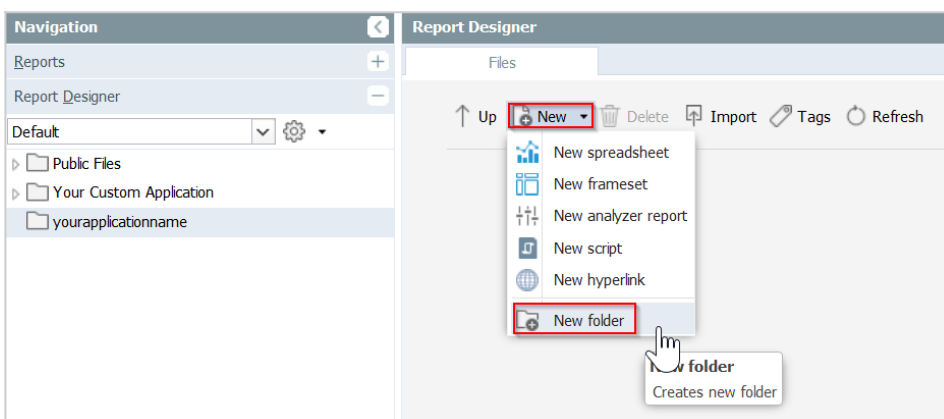 Navigation
Reports
Report Designer
Default
Public Files
Your Custom Application
yourapplicationname
Report Designer
Files
Up New Delete Import Tags Refresh
New spreadsheet
New frameset
New analyzer report
New script
New hyperlink
New folder
folder
Creates new folder